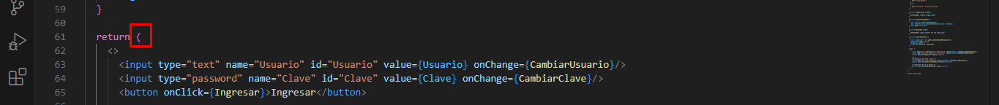 59 }
60
61 return (
62 <>
63 <input type="text" name="Usuario" id="Usuario" value={Usuario} onChange={CambiarUsuario}/>
64 <input type="password" name="Clave" id="Clave" value={Clave} onChange={CambiarClave}/>
65 <button onClick={Ingresar}>Ingresar</button>